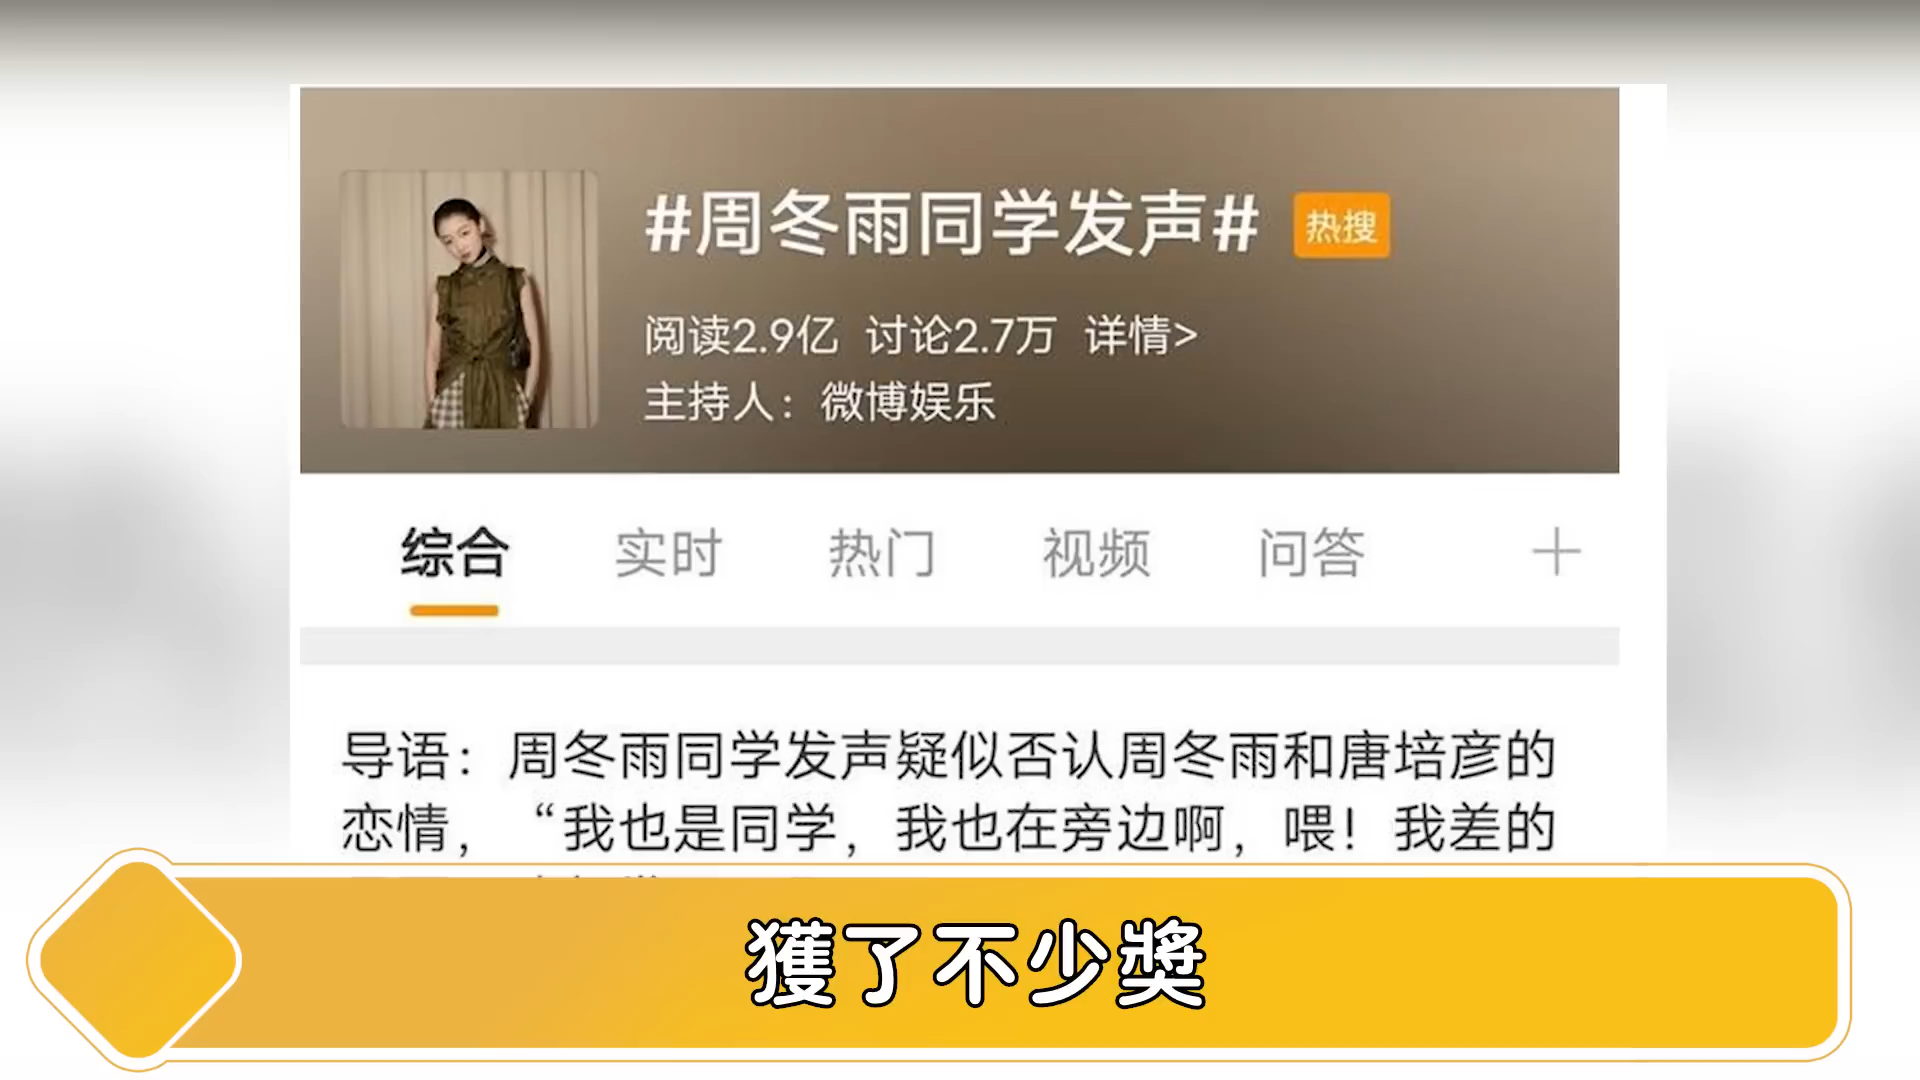 #周冬雨同学发声# 热搜
阅读2.9亿 讨论2.7万 详情>
主持人：微博娱乐
综合 实时 热门 视频 问答
导语：周冬雨同学发声疑似否认周冬雨和唐培彦的
恋情，“我也是同学，我也在旁边啊，喂！我差的
獲了不少獎